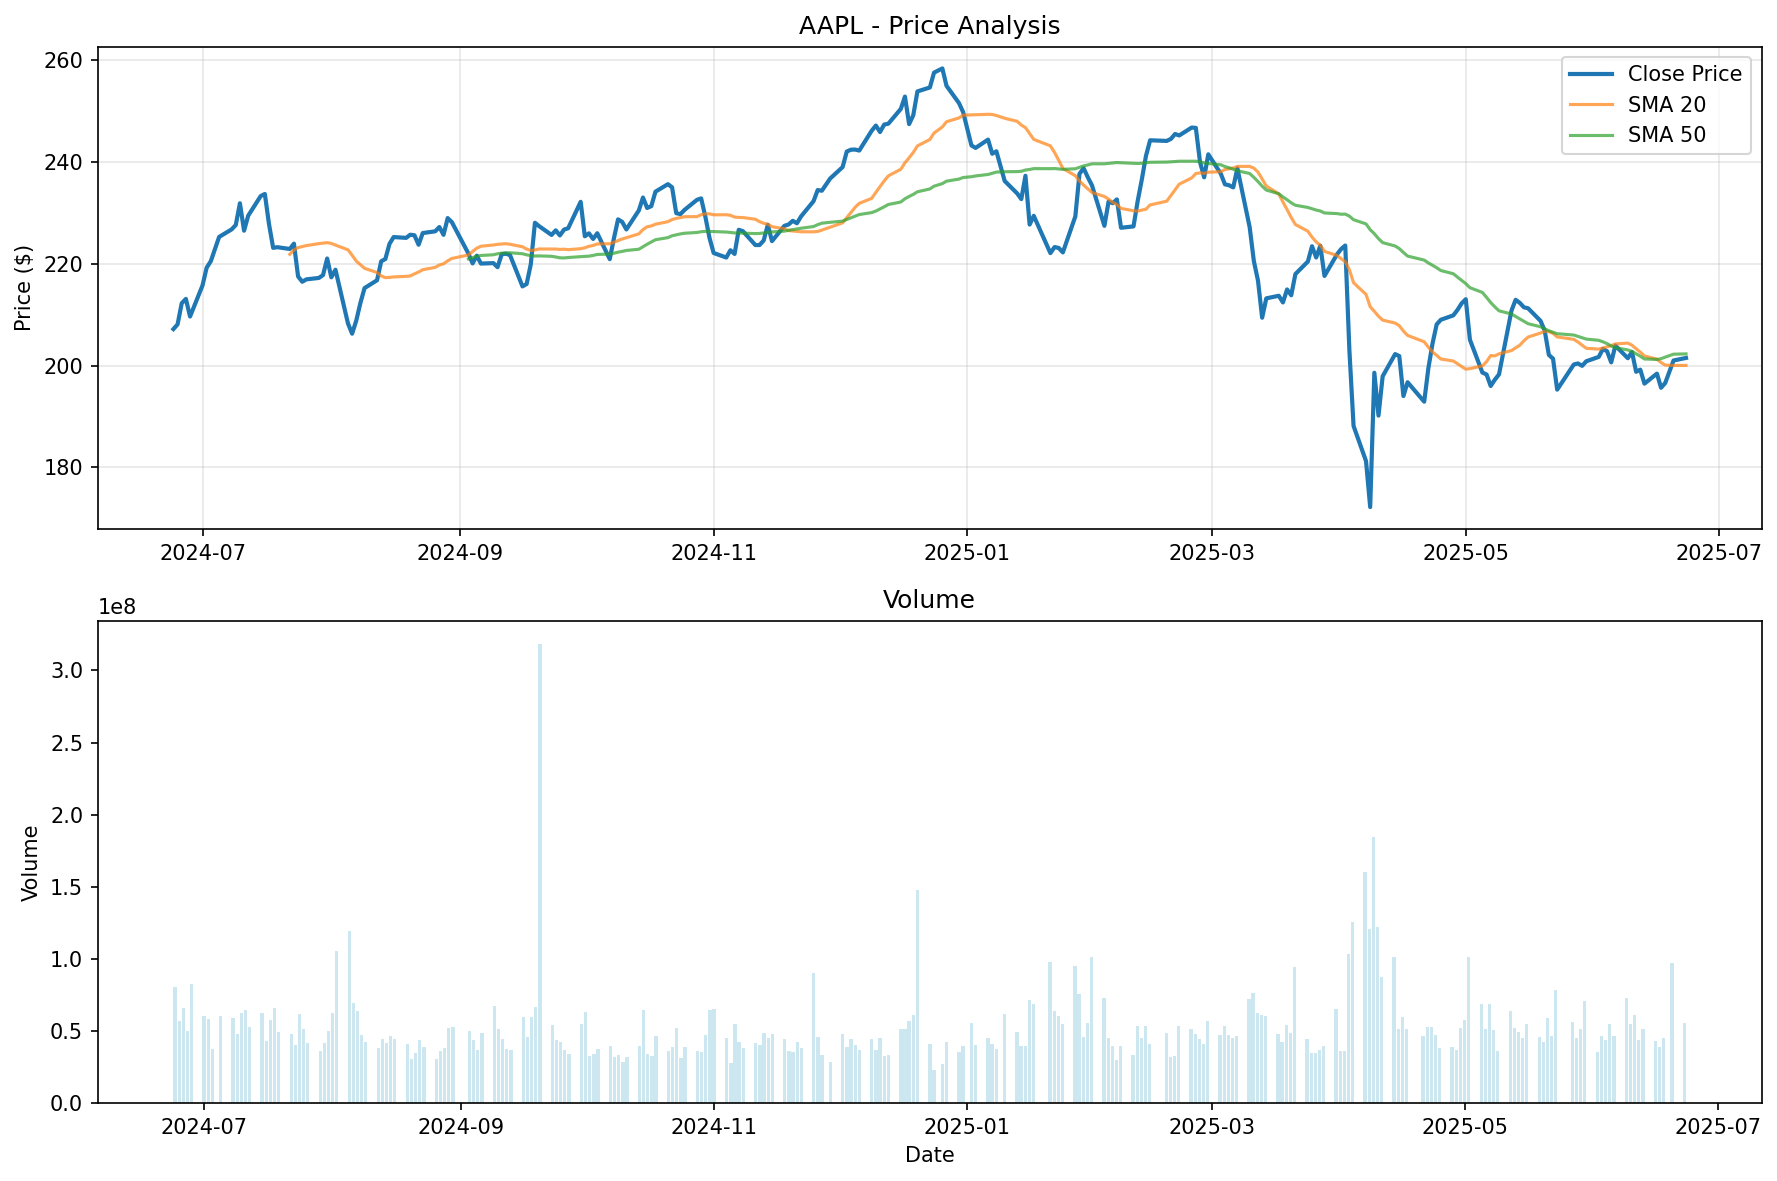 AAPL - Price Analysis
Price ($)
260
240
220
200
180
Close Price
SMA 20
SMA 50
2024-07 2024-09 2024-11 2025-01 2025-03 2025-05 2025-07
Volume
1e8
Volume
3.0
2.5
2.0
1.5
1.0
0.5
0.0
2024-07 2024-09 2024-11 2025-01 2025-03 2025-05 2025-07
Date